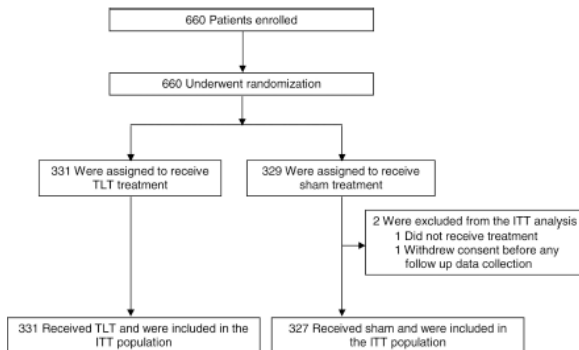 660 Patients enrolled
660 Underwent randomization
331 Were assigned to receive
TLT treatment
329 Were assigned to receive
sham treatment
2 Were excluded from the ITT analysis
1 Did not receive treatment
1 Withdrew consent before any
follow up data collection
331 Received TLT and were included in the
ITT population
327 Received sham and were included in
the ITT population